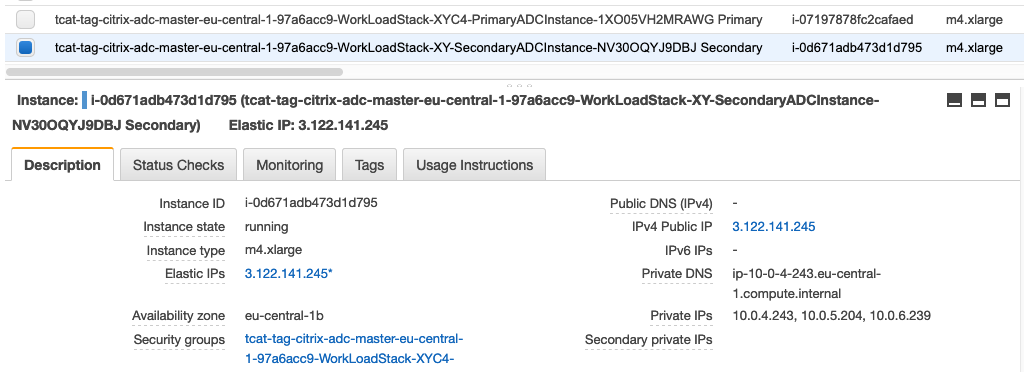 tcat-tag-citrix-adc-master-eu-central-1-97a6acc9-WorkLoadStack-XYC4-PrimaryADCInstance-1XO05VH2MRAWG Primary i-07197878fc2cafaed m4.xlarge
tcat-tag-citrix-adc-master-eu-central-1-97a6acc9-WorkLoadStack-XY-SecondaryADCInstance-NV30OQYJ9DBJ Secondary i-0d671adb473d1d795 m4.xlarge
Instance: i-0d671adb473d1d795 (tcat-tag-citrix-adc-master-eu-central-1-97a6acc9-WorkLoadStack-XY-SecondaryADCInstance-
NV30OQYJ9DBJ Secondary) Elastic IP: 3.122.141.245
Description Status Checks Monitoring Tags Usage Instructions
Instance ID i-0d671adb473d1d795 Public DNS (IPv4) -
Instance state running IPv4 Public IP 3.122.141.245
Instance type m4.xlarge IPv6 IPs -
Elastic IPs 3.122.141.245* Private DNS ip-10-0-4-243.eu-central-
1.compute.internal
Availability zone eu-central-1b Private IPs 10.0.4.243, 10.0.5.204, 10.0.6.239
Security groups tcat-tag-citrix-adc-master-eu-central- Secondary private IPs
1-97a6acc9-WorkLoadStack-XYC4-